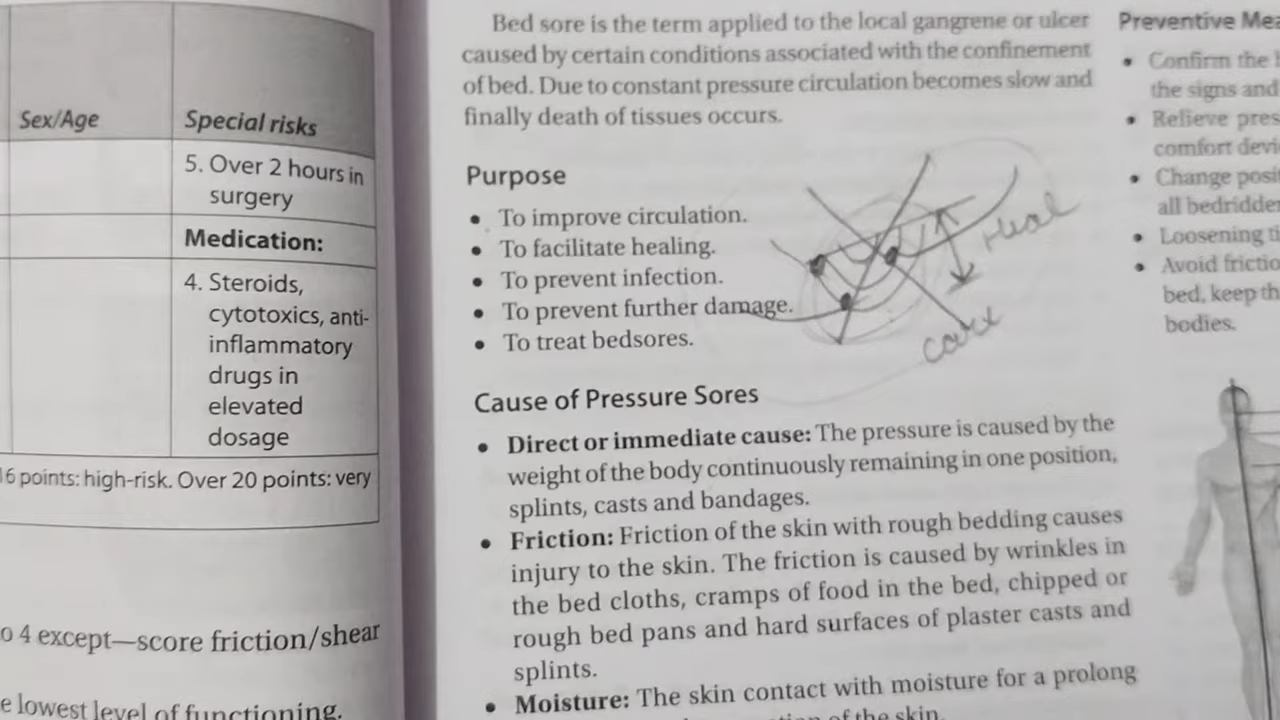 Sex/Age
Special risks
5. Over 2 hours in
surgery
Medication:
4. Steroids,
cytotoxics, anti-
inflammatory
drugs in
elevated
dosage
16 points: high-risk. Over 20 points: very
o 4 except—score friction/shear
e lowest level of functioning.
Bed sore is the term applied to the local gangrene or ulcer
caused by certain conditions associated with the confinement
of bed. Due to constant pressure circulation becomes slow and
finally death of tissues occurs.
Purpose
• To improve circulation.
• To facilitate healing.
• To prevent infection.
• To prevent further damage.
• To treat bedsores.
Heal
Cause of Pressure Sores
• Direct or immediate cause: The pressure is caused by the
weight of the body continuously remaining in one position,
splints, casts and bandages.
• Friction: Friction of the skin with rough bedding causes
injury to the skin. The friction is caused by wrinkles in
the bed cloths, cramps of food in the bed, chipped or
rough bed pans and hard surfaces of plaster casts and
splints.
• Moisture: The skin contact with moisture for a prolong
of the skin.
Preventive Mea
• Confirm the
the signs and
• Relieve pres
comfort devi
• Change posit
all bedridde
• Loosening ti
• Avoid frictio
bed, keep th
bodies.